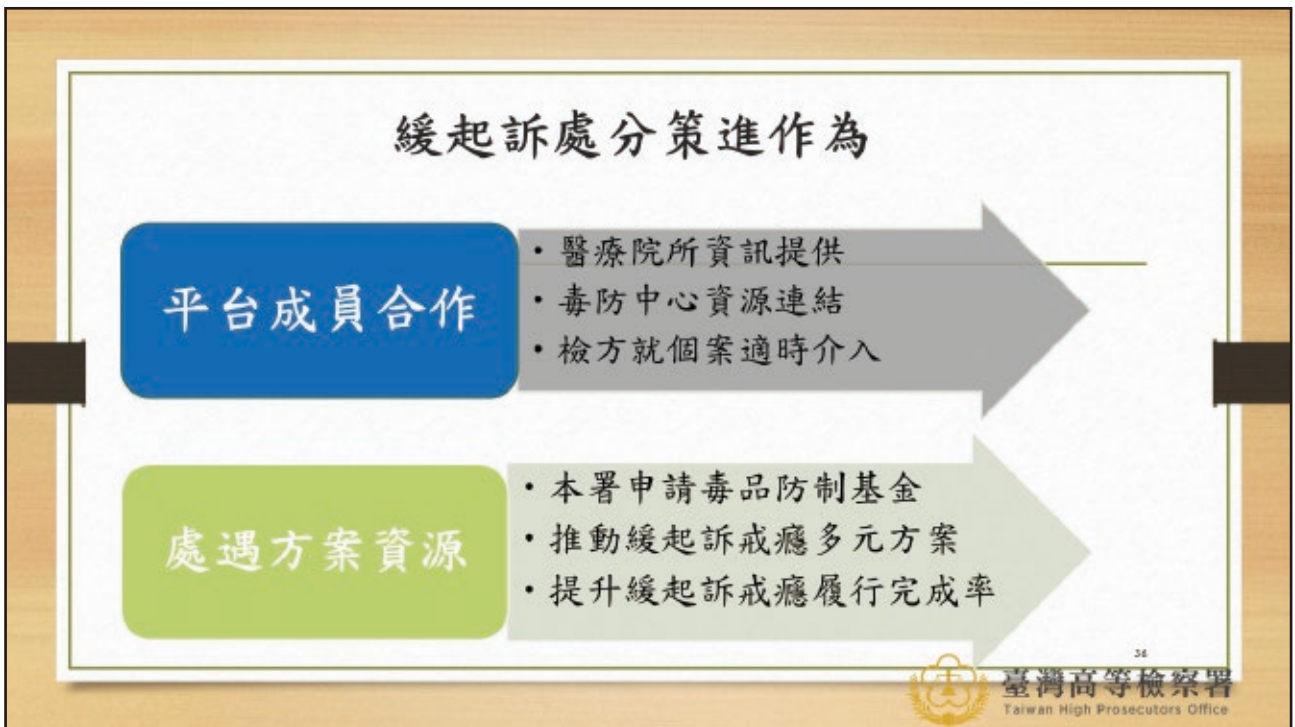 緩起訴處分策進作為
平台成員合作
・醫療院所資訊提供
・毒防中心資源連結
・檢方就個案適時介入
處遇方案資源
・本署申請毒品防制基金
・推動緩起訴戒癮多元方案
・提升緩起訴戒癮履行完成率
36
臺灣高等檢察署
Taiwan High Prosecutors Office